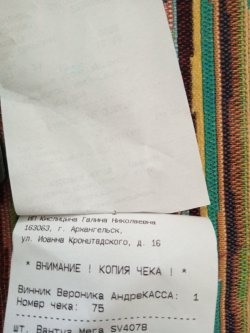 ИП Кислицина Галина Николаевна
163063, г. Архангельск,
ул. Иоанна Кронштадского, д. 16
* ВНИМАНИЕ ! КОПИЯ ЧЕКА ! *
Винник Вероника АндреКАССА: 1
Номер чека: 75
шт. Вантуз мега SV4078